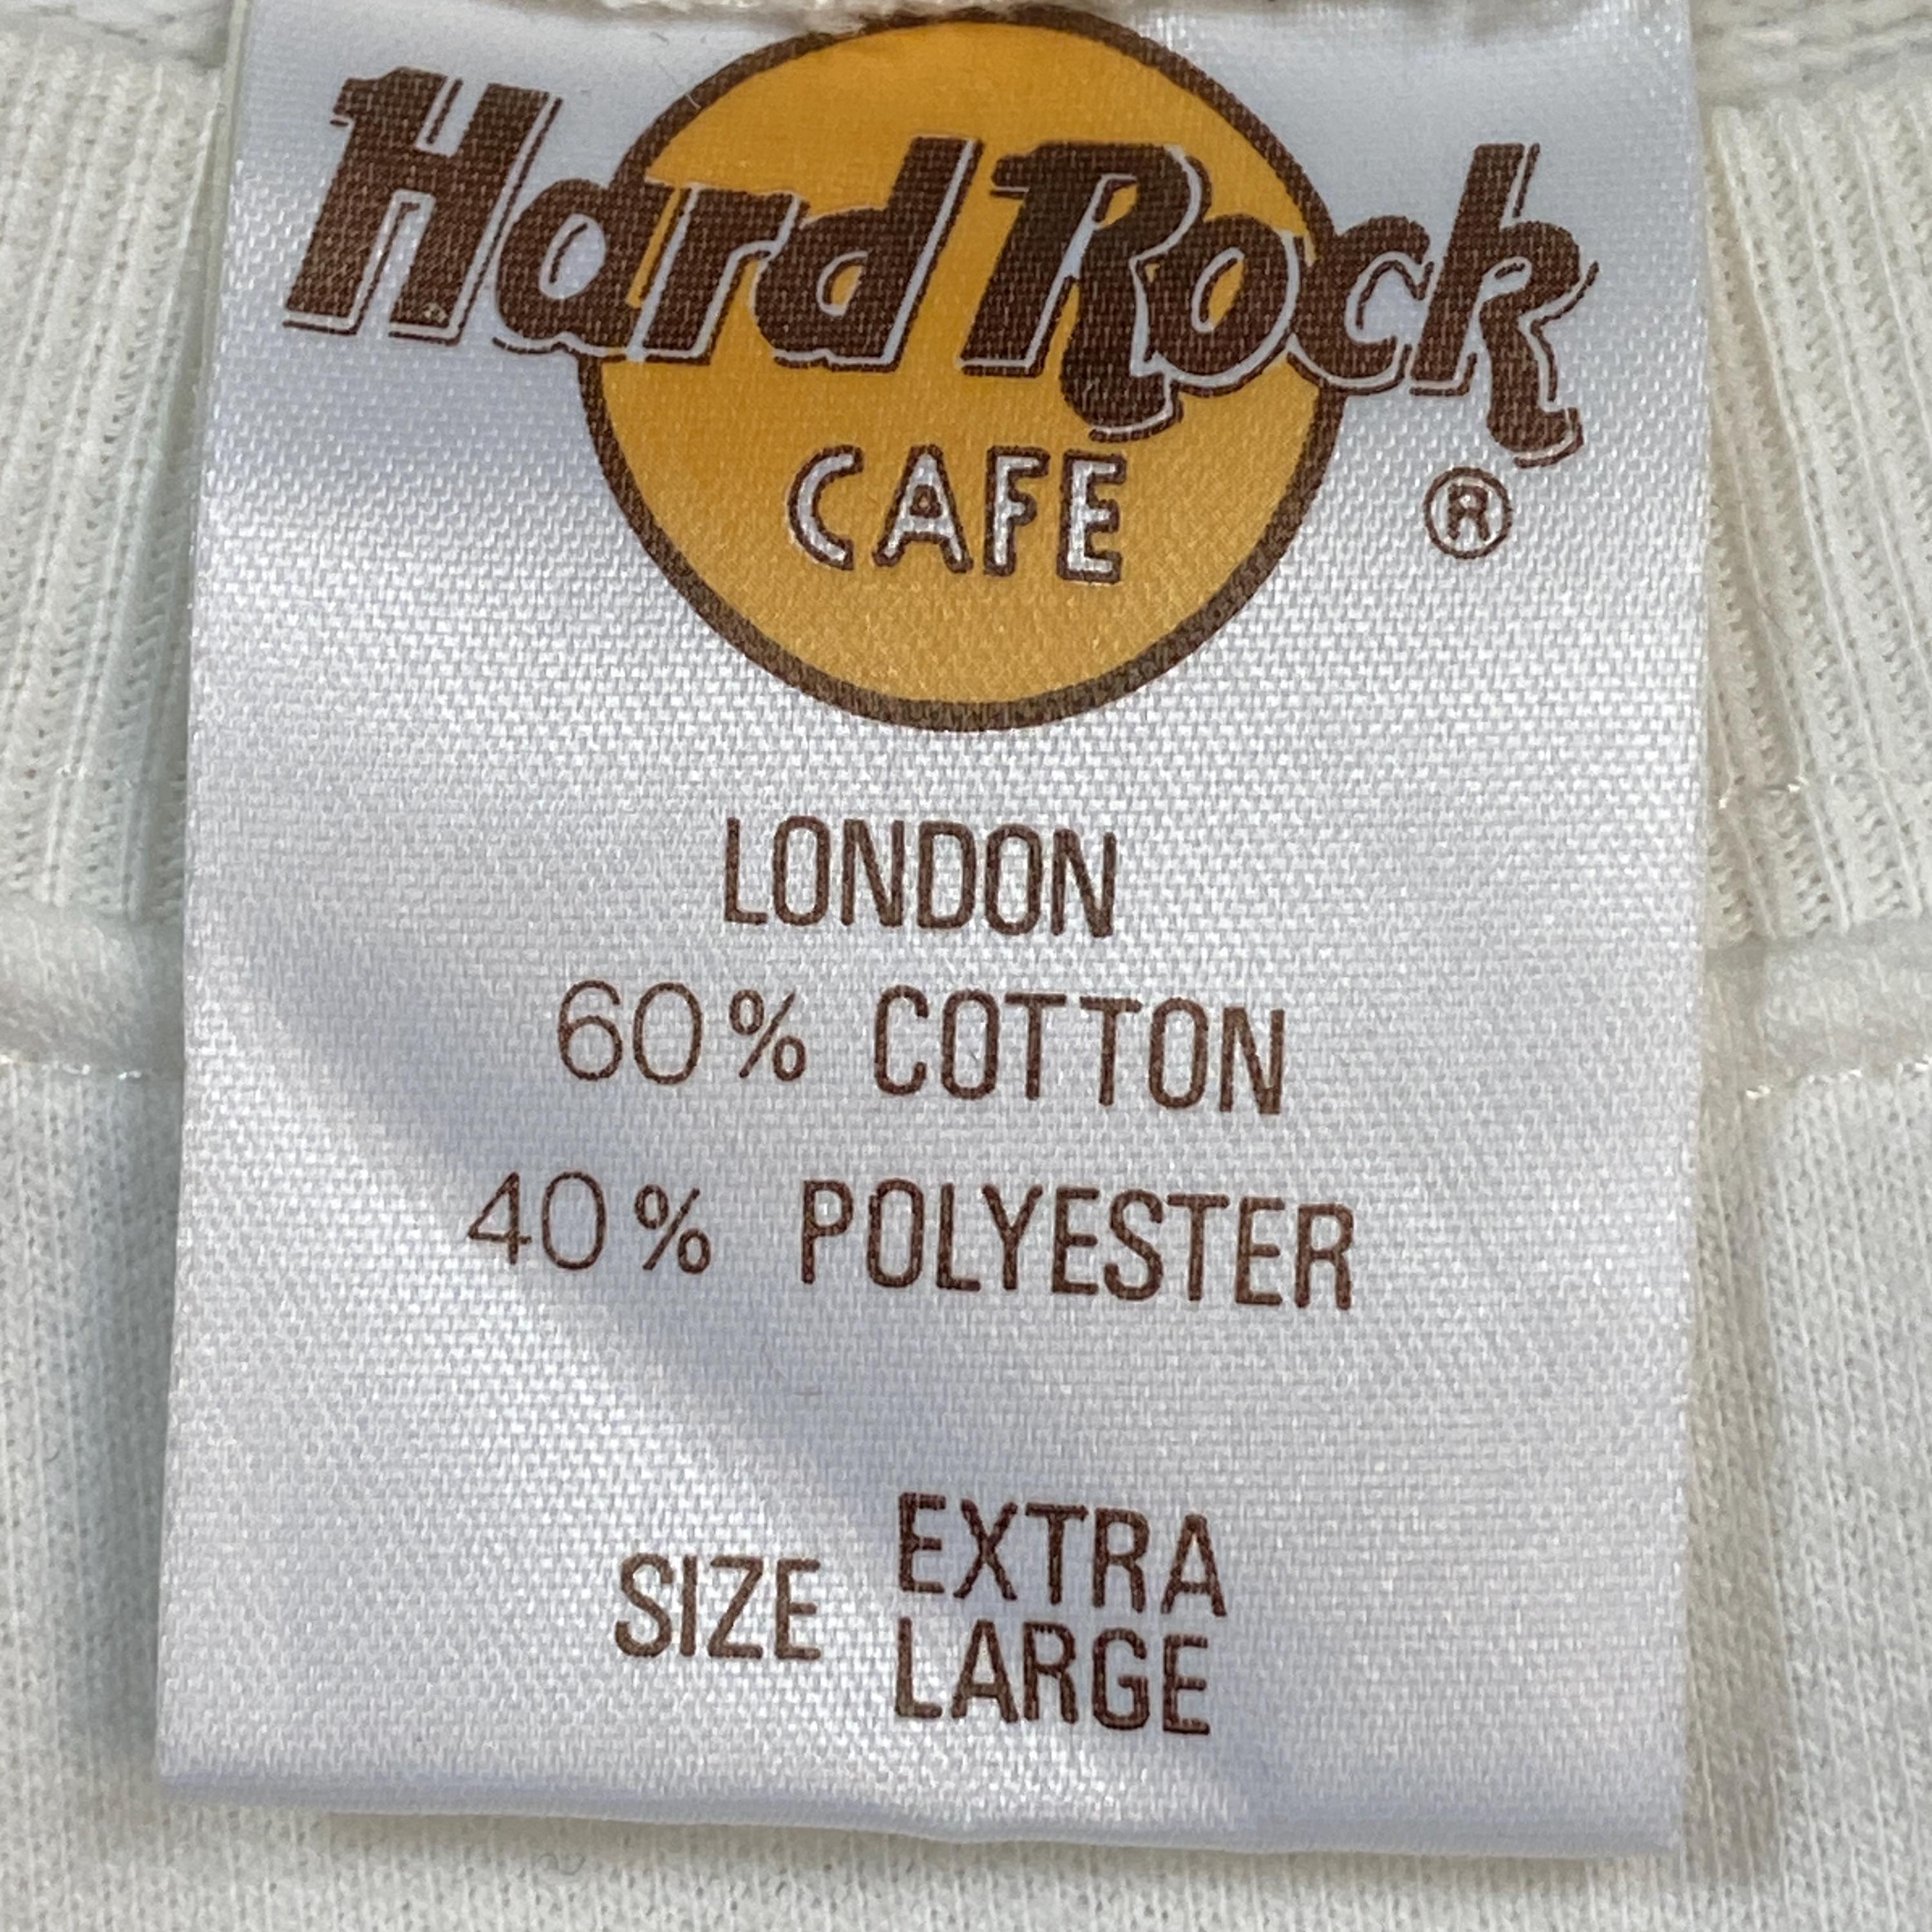 Hard Rock
CAFE
®
LONDON
60% COTTON
40% POLYESTER
SIZE EXTRA
LARGE